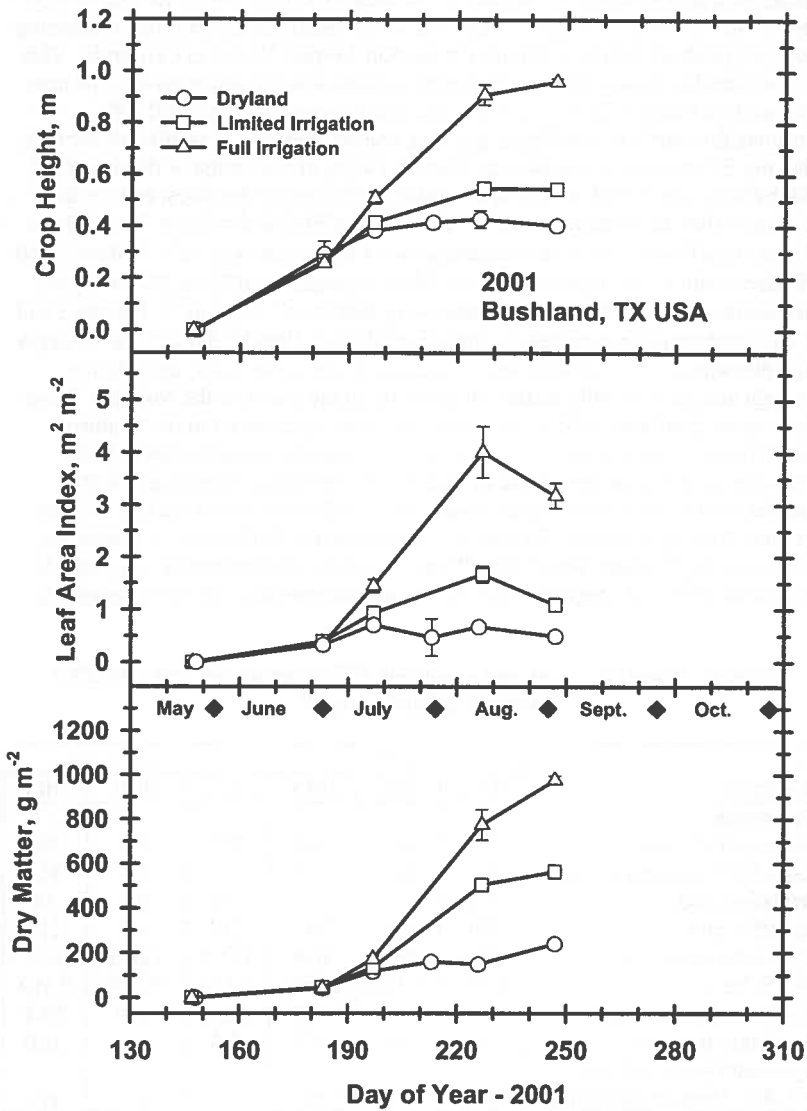 1.2
1.0
0.8
0.6
0.4
0.2
0.0
Crop Height, m
Dryland
Limited Irrigation
Full Irrigation
2001
Bushland, TX USA
5
4
3
2
1
0
Leaf Area Index, m² m⁻²
May ◆ June ◆ July ◆ Aug. ◆ Sept. ◆ Oct. ◆
1200
1000
800
600
400
200
0
Dry Matter, g m⁻²
130 160 190 220 250 280 310
Day of Year - 2001